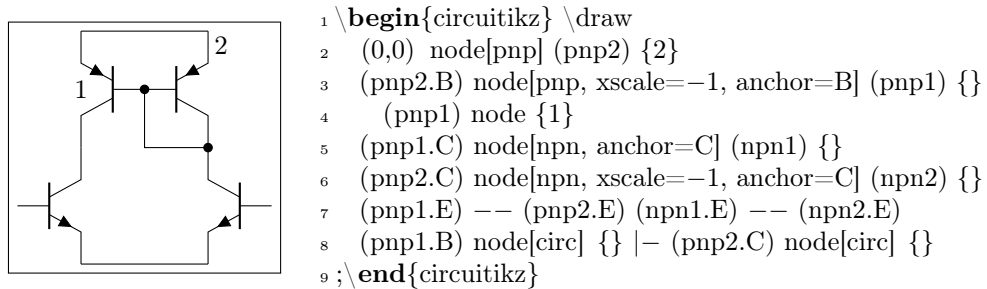 2
1
1 \begin{circuitikz} \draw
2 (0,0) node[pnp] (pnp2) {2}
3 (pnp2.B) node[pnp, xscale=−1, anchor=B] (pnp1) {}
4 (pnp1) node {1}
5 (pnp1.C) node[npn, anchor=C] (npn1) {}
6 (pnp2.C) node[npn, xscale=−1, anchor=C] (npn2) {}
7 (pnp1.E) −− (pnp2.E) (npn1.E) −− (npn2.E)
8 (pnp1.B) node[circ] {} |− (pnp2.C) node[circ] {}
9 ;\end{circuitikz}